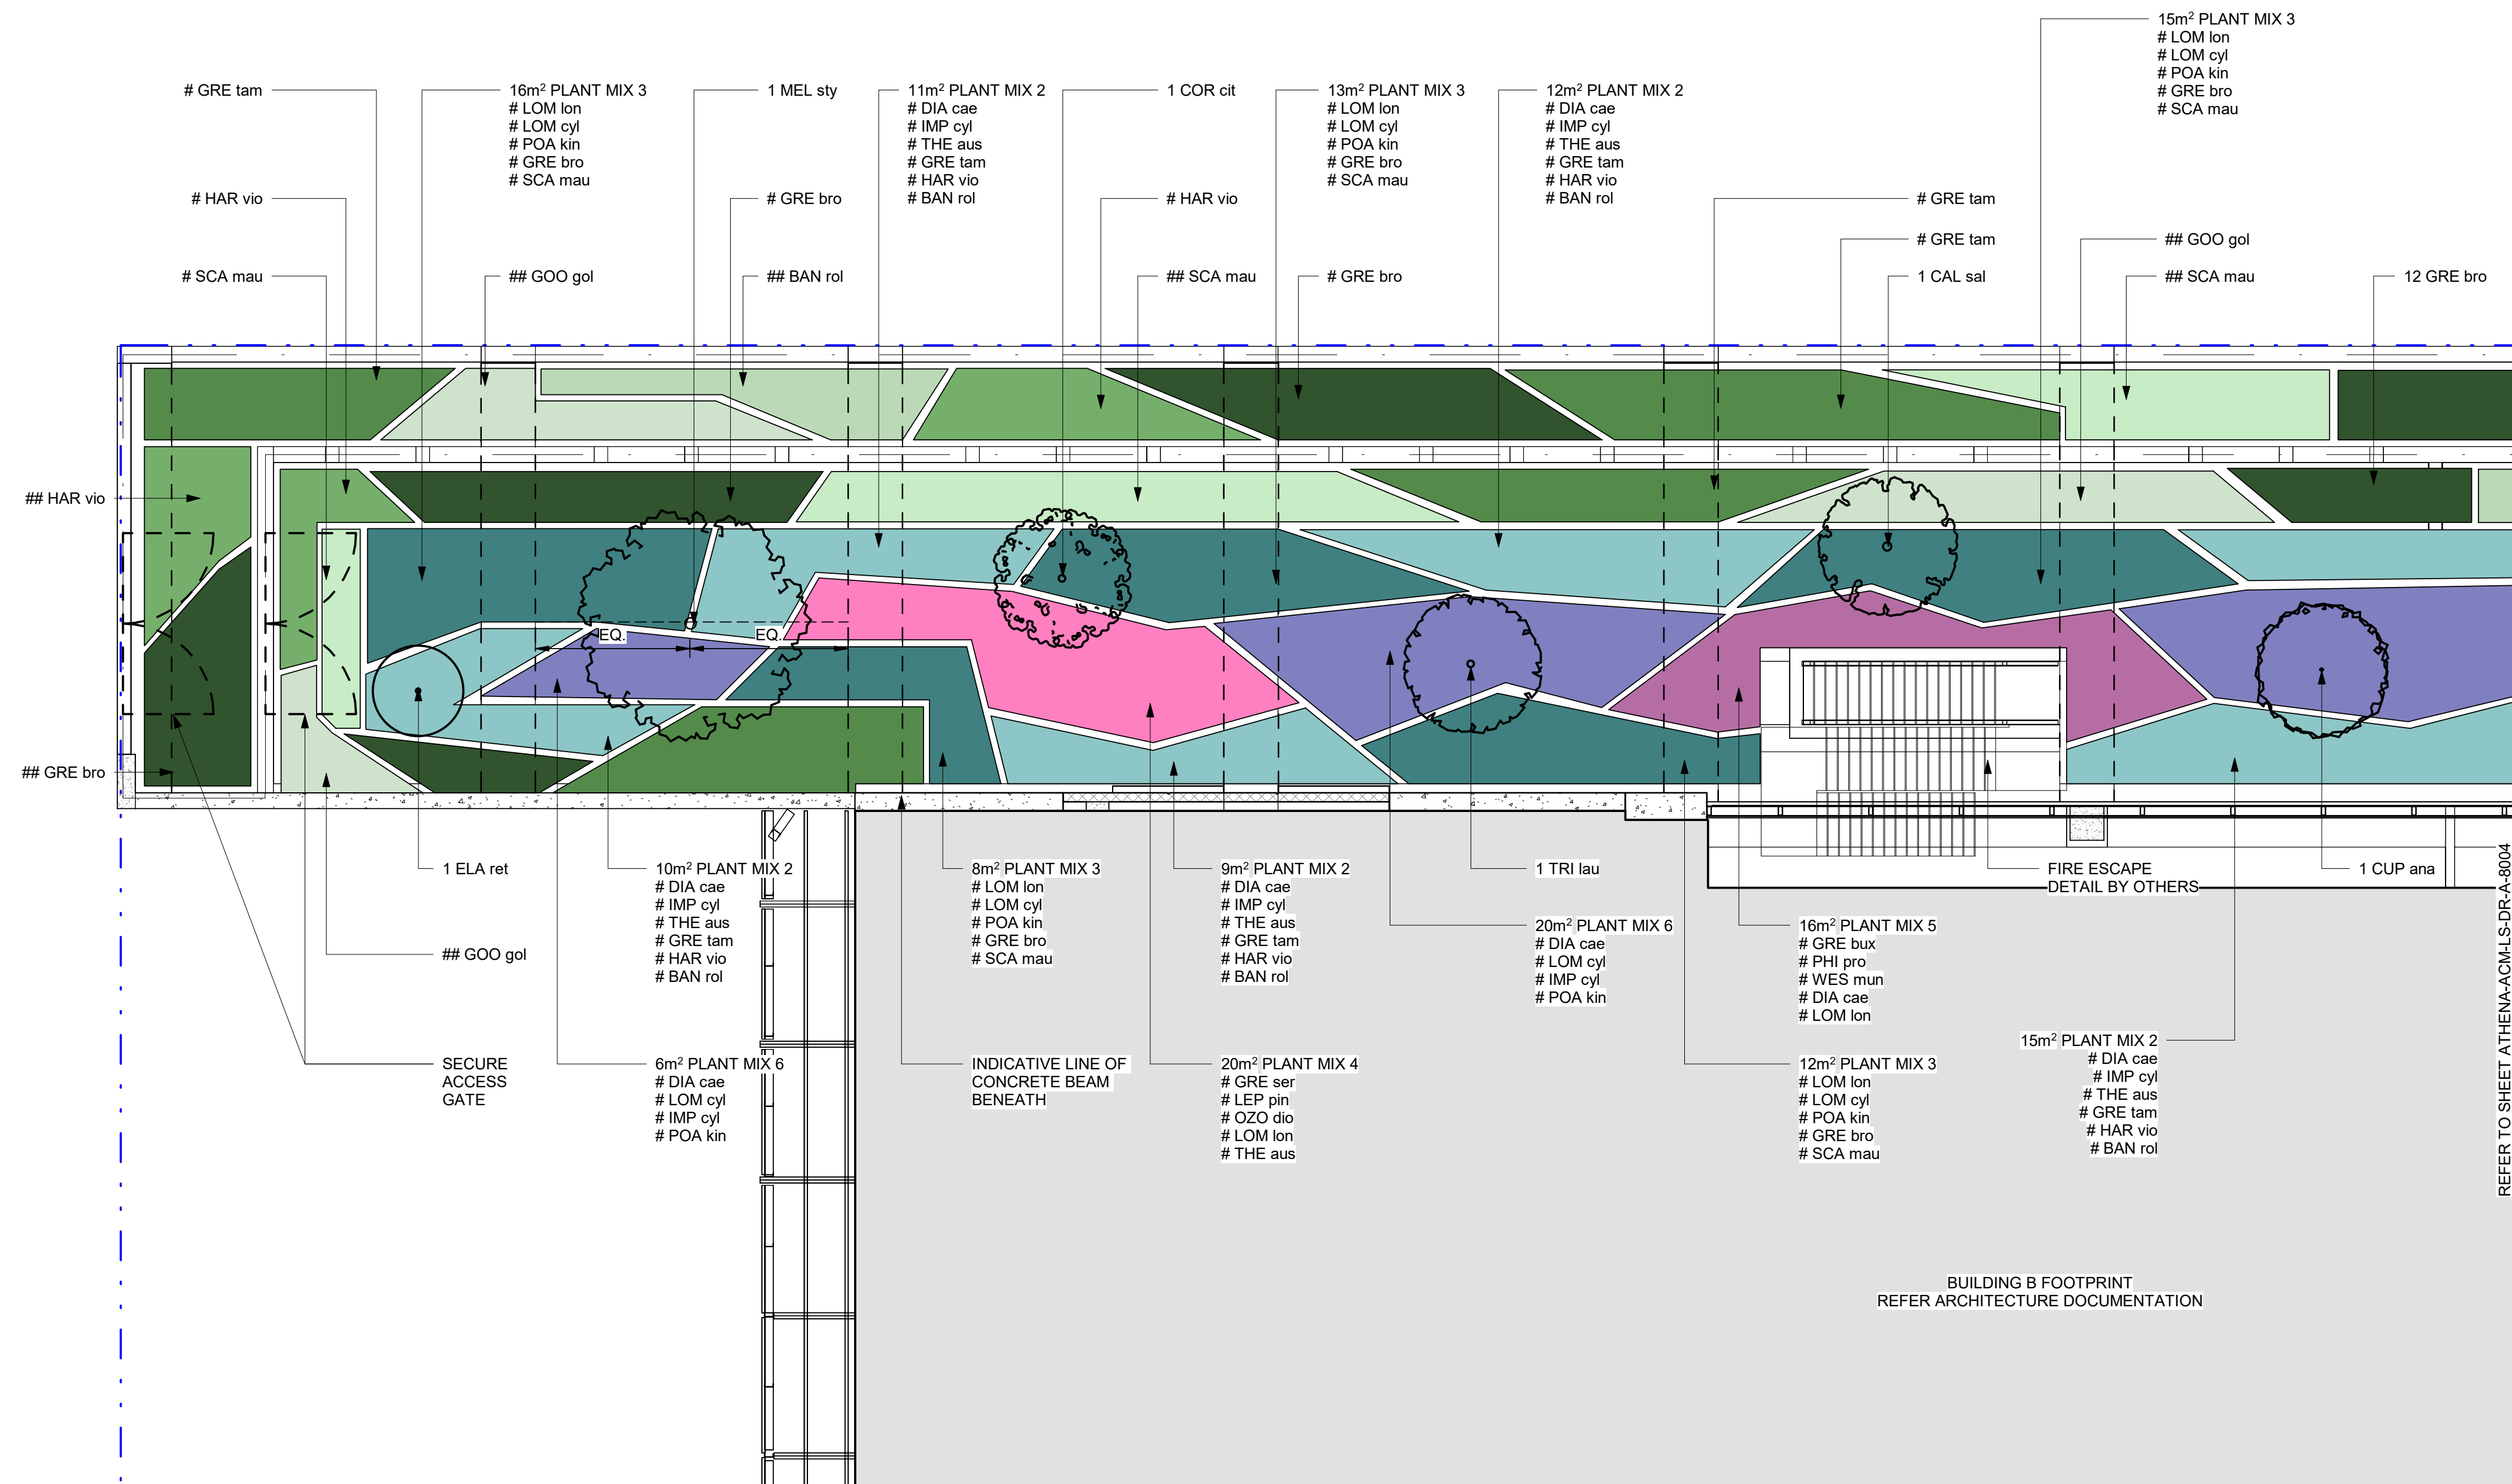 15m² PLANT MIX 3
# LOM lon
# LOM cyl
# POA kin
# GRE bro
# SCA mau
# GRE tam
16m² PLANT MIX 3
# LOM lon
# LOM cyl
# POA kin
# GRE bro
# SCA mau
1 MEL sty
11m² PLANT MIX 2
# DIA cae
# IMP cyl
# THE aus
# GRE tam
# HAR vio
# BAN rol
1 COR cit
13m² PLANT MIX 3
# LOM lon
# LOM cyl
# POA kin
# GRE bro
# SCA mau
12m² PLANT MIX 2
# DIA cae
# IMP cyl
# THE aus
# GRE tam
# HAR vio
# BAN rol
# HAR vio
# GRE bro
# HAR vio
# GRE tam
# GRE tam
## GOO gol
# SCA mau
## GOO gol
## BAN rol
## SCA mau
# GRE bro
1 CAL sal
## SCA mau
12 GRE bro
## HAR vio
EQ.
EQ.
## GRE bro
1 ELA ret
10m² PLANT MIX 2
# DIA cae
# IMP cyl
# THE aus
# GRE tam
# HAR vio
# BAN rol
8m² PLANT MIX 3
# LOM lon
# LOM cyl
# POA kin
# GRE bro
# SCA mau
9m² PLANT MIX 2
# DIA cae
# IMP cyl
# THE aus
# GRE tam
# HAR vio
# BAN rol
1 TRI lau
FIRE ESCAPE
DETAIL BY OTHERS
1 CUP ana
## GOO gol
20m² PLANT MIX 6
# DIA cae
# LOM cyl
# IMP cyl
# POA kin
16m² PLANT MIX 5
# GRE bux
# PHI pro
# WES mun
# DIA cae
# LOM lon
15m² PLANT MIX 2
# DIA cae
# IMP cyl
# THE aus
# GRE tam
# HAR vio
# BAN rol
SECURE
ACCESS
GATE
6m² PLANT MIX 6
# DIA cae
# LOM cyl
# IMP cyl
# POA kin
INDICATIVE LINE OF
CONCRETE BEAM
BENEATH
20m² PLANT MIX 4
# GRE ser
# LEP pin
# OZO dio
# LOM lon
# THE aus
12m² PLANT MIX 3
# LOM lon
# LOM cyl
# POA kin
# GRE bro
# SCA mau
REFER TO SHEET ATHENA-ACM-LS-DR-A-8004
BUILDING B FOOTPRINT
REFER ARCHITECTURE DOCUMENTATION